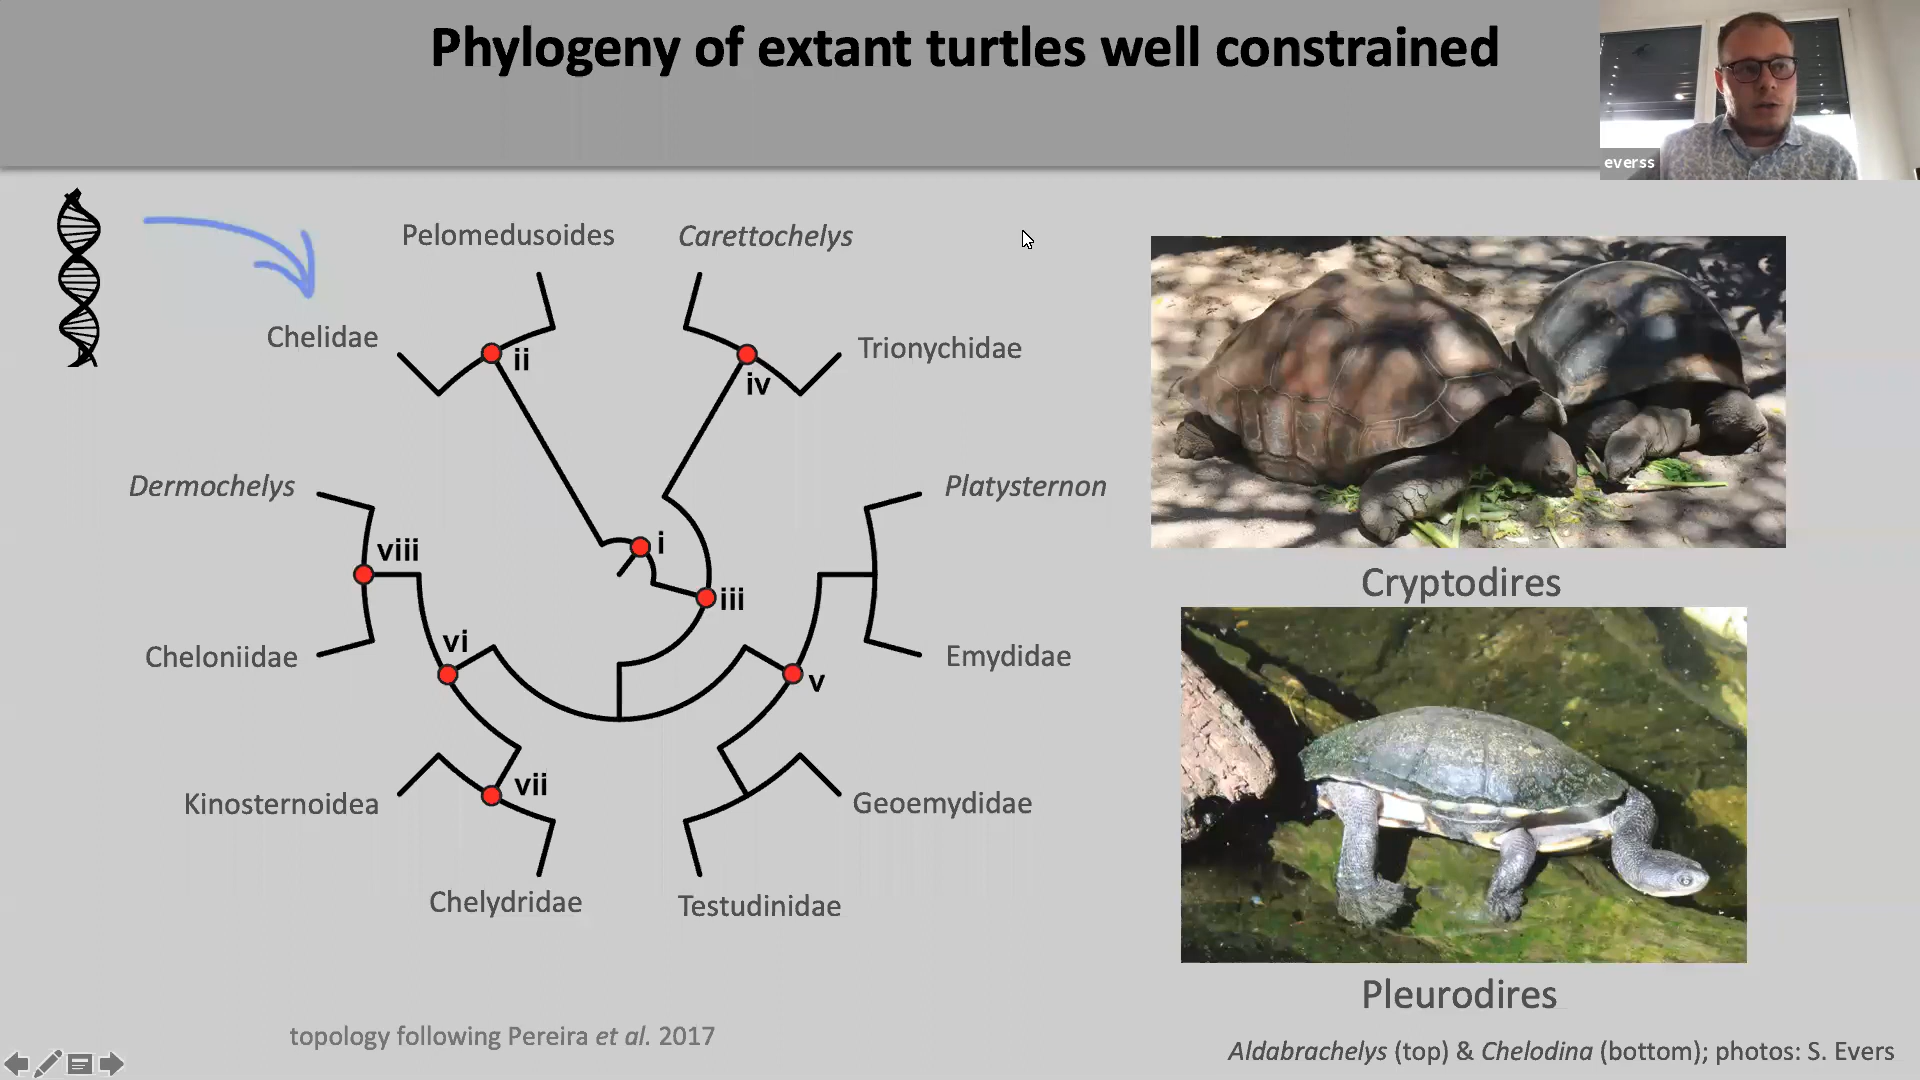 Phylogeny of extant turtles well constrained
everss
Pelomedusoides
Carettochelys
Chelidae
ii
iv
Trionychidae
Dermochelys
Platysternon
viii
i
iii
Cryptodires
vi
v
Cheloniidae
Emydidae
vii
Kinosternoidea
Geoemydidae
Chelydridae
Testudinidae
Pleurodires
topology following Pereira et al. 2017
Aldabrachelys (top) & Chelodina (bottom); photos: S. Evers